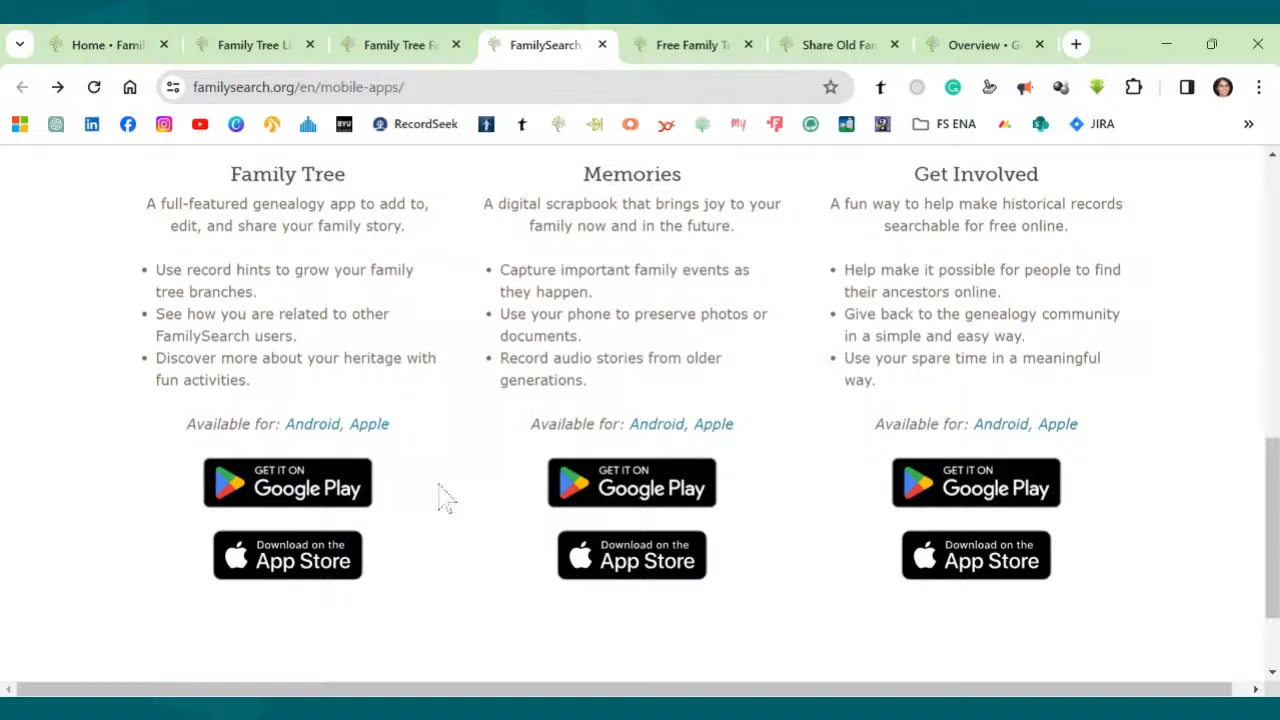 Home • Famil
Family Tree Li
Family Tree Fa
FamilySearch
Free Family Tr
Share Old Fam
Overview • G
familysearch.org/en/mobile-apps/
BYU
RecordSeek
FS ENA
JIRA
Family Tree
A full-featured genealogy app to add to,
edit, and share your family story.
• Use record hints to grow your family
tree branches.
• See how you are related to other
FamilySearch users.
• Discover more about your heritage with
fun activities.
Available for: Android, Apple
GET IT ON
Google Play
Download on the
App Store
Memories
A digital scrapbook that brings joy to your
family now and in the future.
• Capture important family events as
they happen.
• Use your phone to preserve photos or
documents.
• Record audio stories from older
generations.
Available for: Android, Apple
GET IT ON
Google Play
Download on the
App Store
Get Involved
A fun way to help make historical records
searchable for free online.
• Help make it possible for people to find
their ancestors online.
• Give back to the genealogy community
in a simple and easy way.
• Use your spare time in a meaningful
way.
Available for: Android, Apple
GET IT ON
Google Play
Download on the
App Store